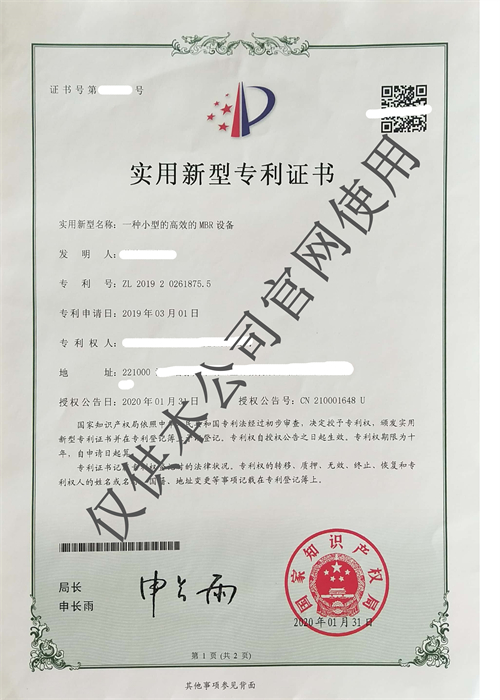 证书号第 号
实用新型专利证书
实用新型名称：一种小型的高效的MBR设备
发 明 人：
专 利 号：ZL 2019 2 0261875.5
专利申请日：2019年03月01日
专 利 权 人：
地 址：221000
授权公告日：2020年01月31日 授权公告号：CN 210001648 U
国家知识产权局依照中 民 和国专利法经过初步审查，决定授予专利权，颁发实
用新型专利证书并在专利登记簿上予以登记。专利权自授权公告之日起生效。专利权期限为十
年，自申请日起算。
专利证书记载专利权登记时的法律状况。专利权的转移、质押、无效、终止、恢复和专
利权人的姓名或名称、国籍、地址变更等事项记载在专利登记簿上。
仅供本公司官网使用
局长
申长雨
申长雨
国家知识产权局
2020年01月31日
第 1 页 (共 2 页)
其他事项参见背面